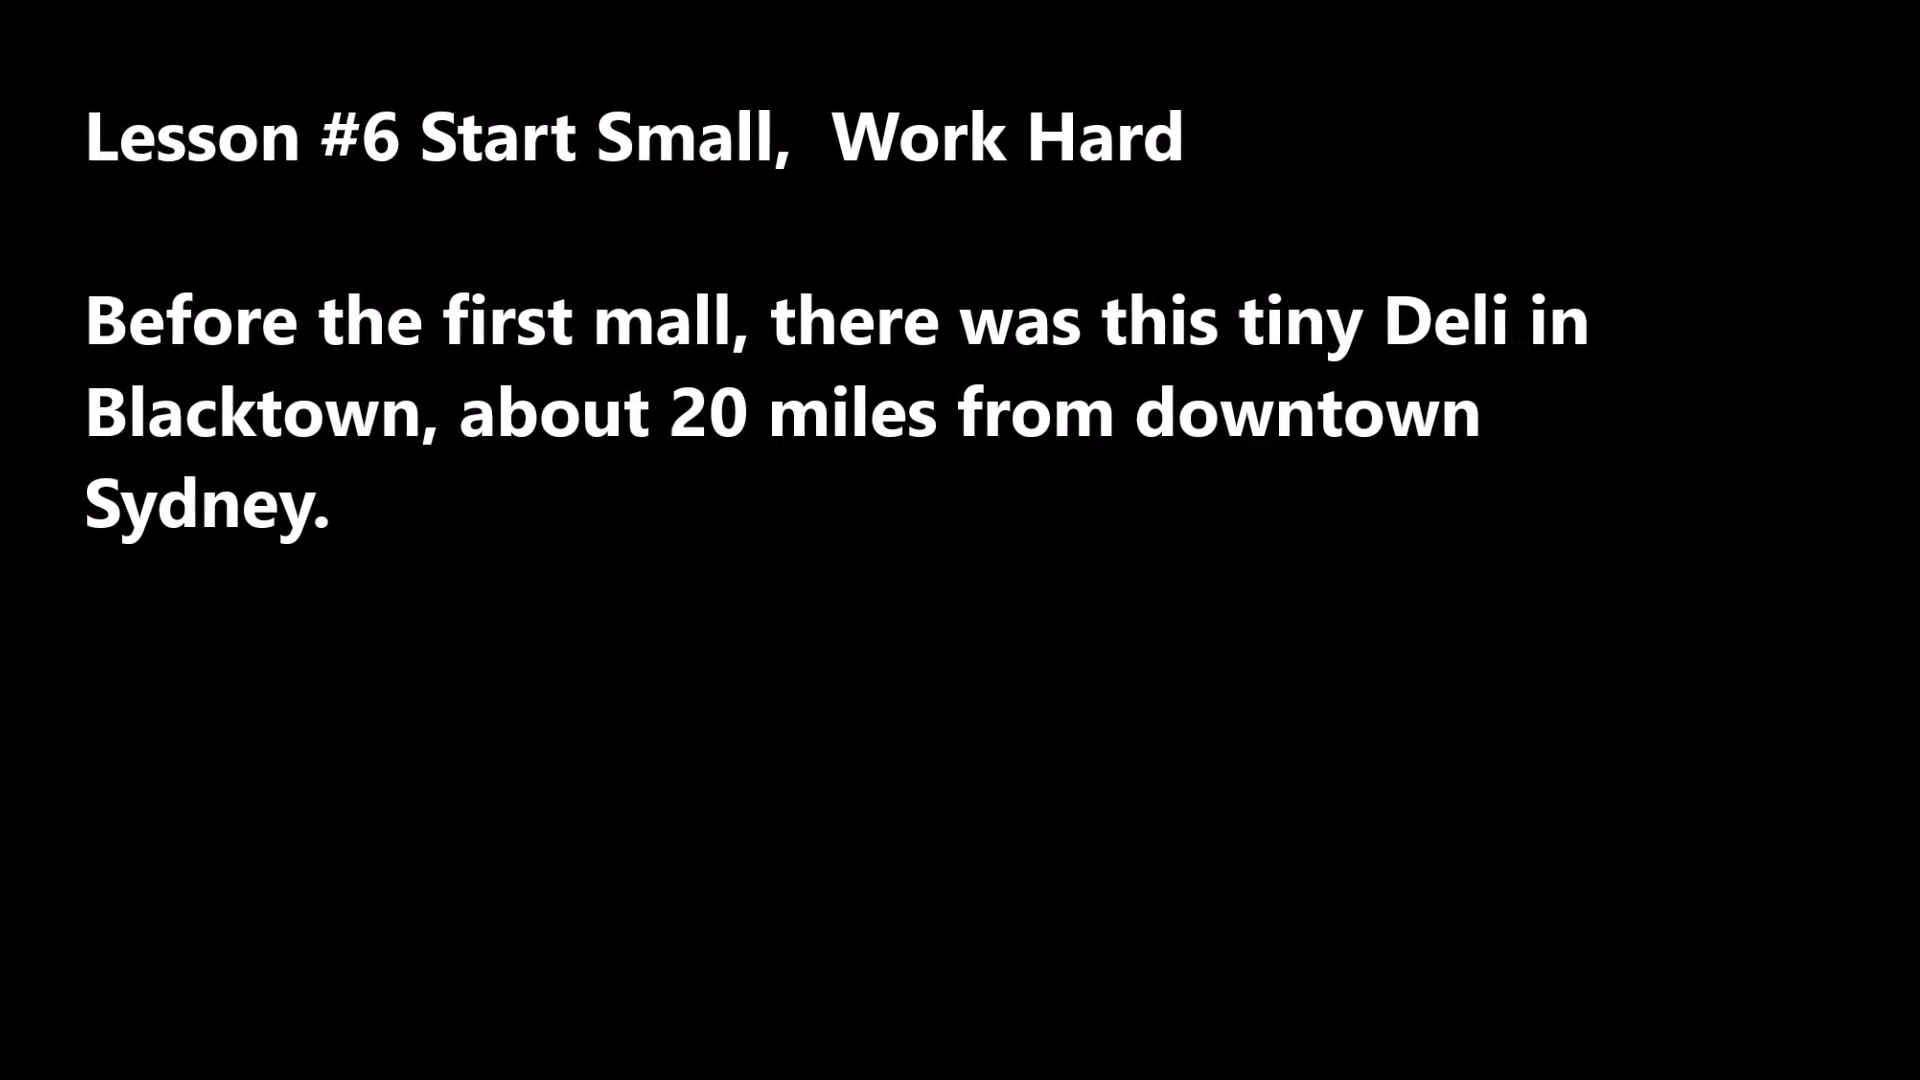 Lesson #6 Start Small,  Work Hard
Before the first mall, there was this tiny Deli in
Blacktown, about 20 miles from downtown
Sydney.